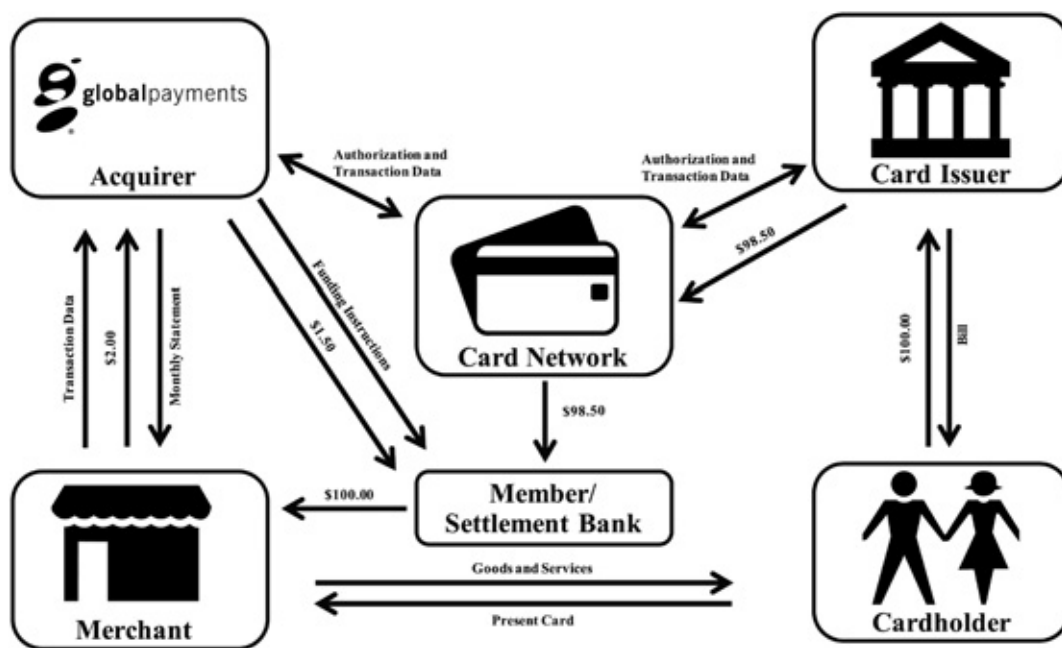 globalpayments
®
Acquirer
Card Issuer
Authorization and
Transaction Data
Authorization and
Transaction Data
$98.50
Funding Instructions
$1.50
Transaction Data
$2.00
Monthly Statement
Card Network
$100.00
Bill
$98.50
Member/
Settlement Bank
$100.00
Goods and Services
Present Card
Merchant
Cardholder